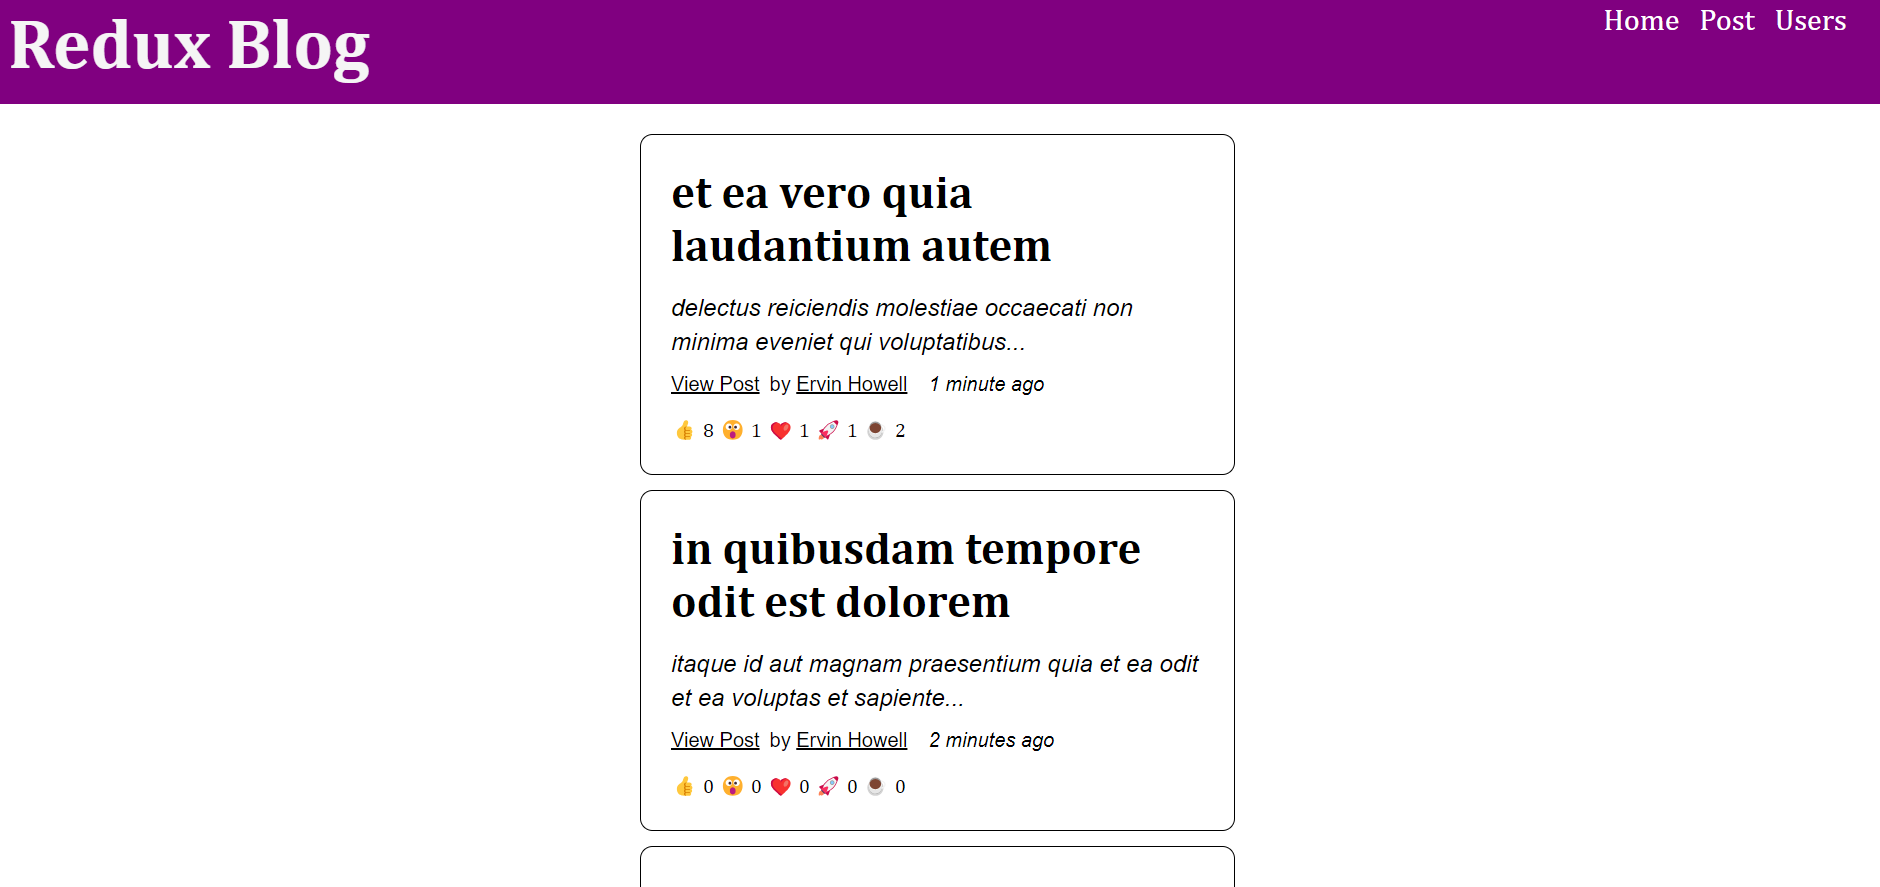 Redux Blog
Home Post Users
et ea vero quia
laudantium autem
delectus reiciendis molestiae occaecati non
minima eveniet qui voluptatibus...
View Post by Ervin Howell 1 minute ago
👍 8 😮 1 ❤️ 1 🚀 1 ☕ 2
in quibusdam tempore
odit est dolorem
itaque id aut magnam praesentium quia et ea odit
et ea voluptas et sapiente...
View Post by Ervin Howell 2 minutes ago
👍 0 😮 0 ❤️ 0 🚀 0 ☕ 0